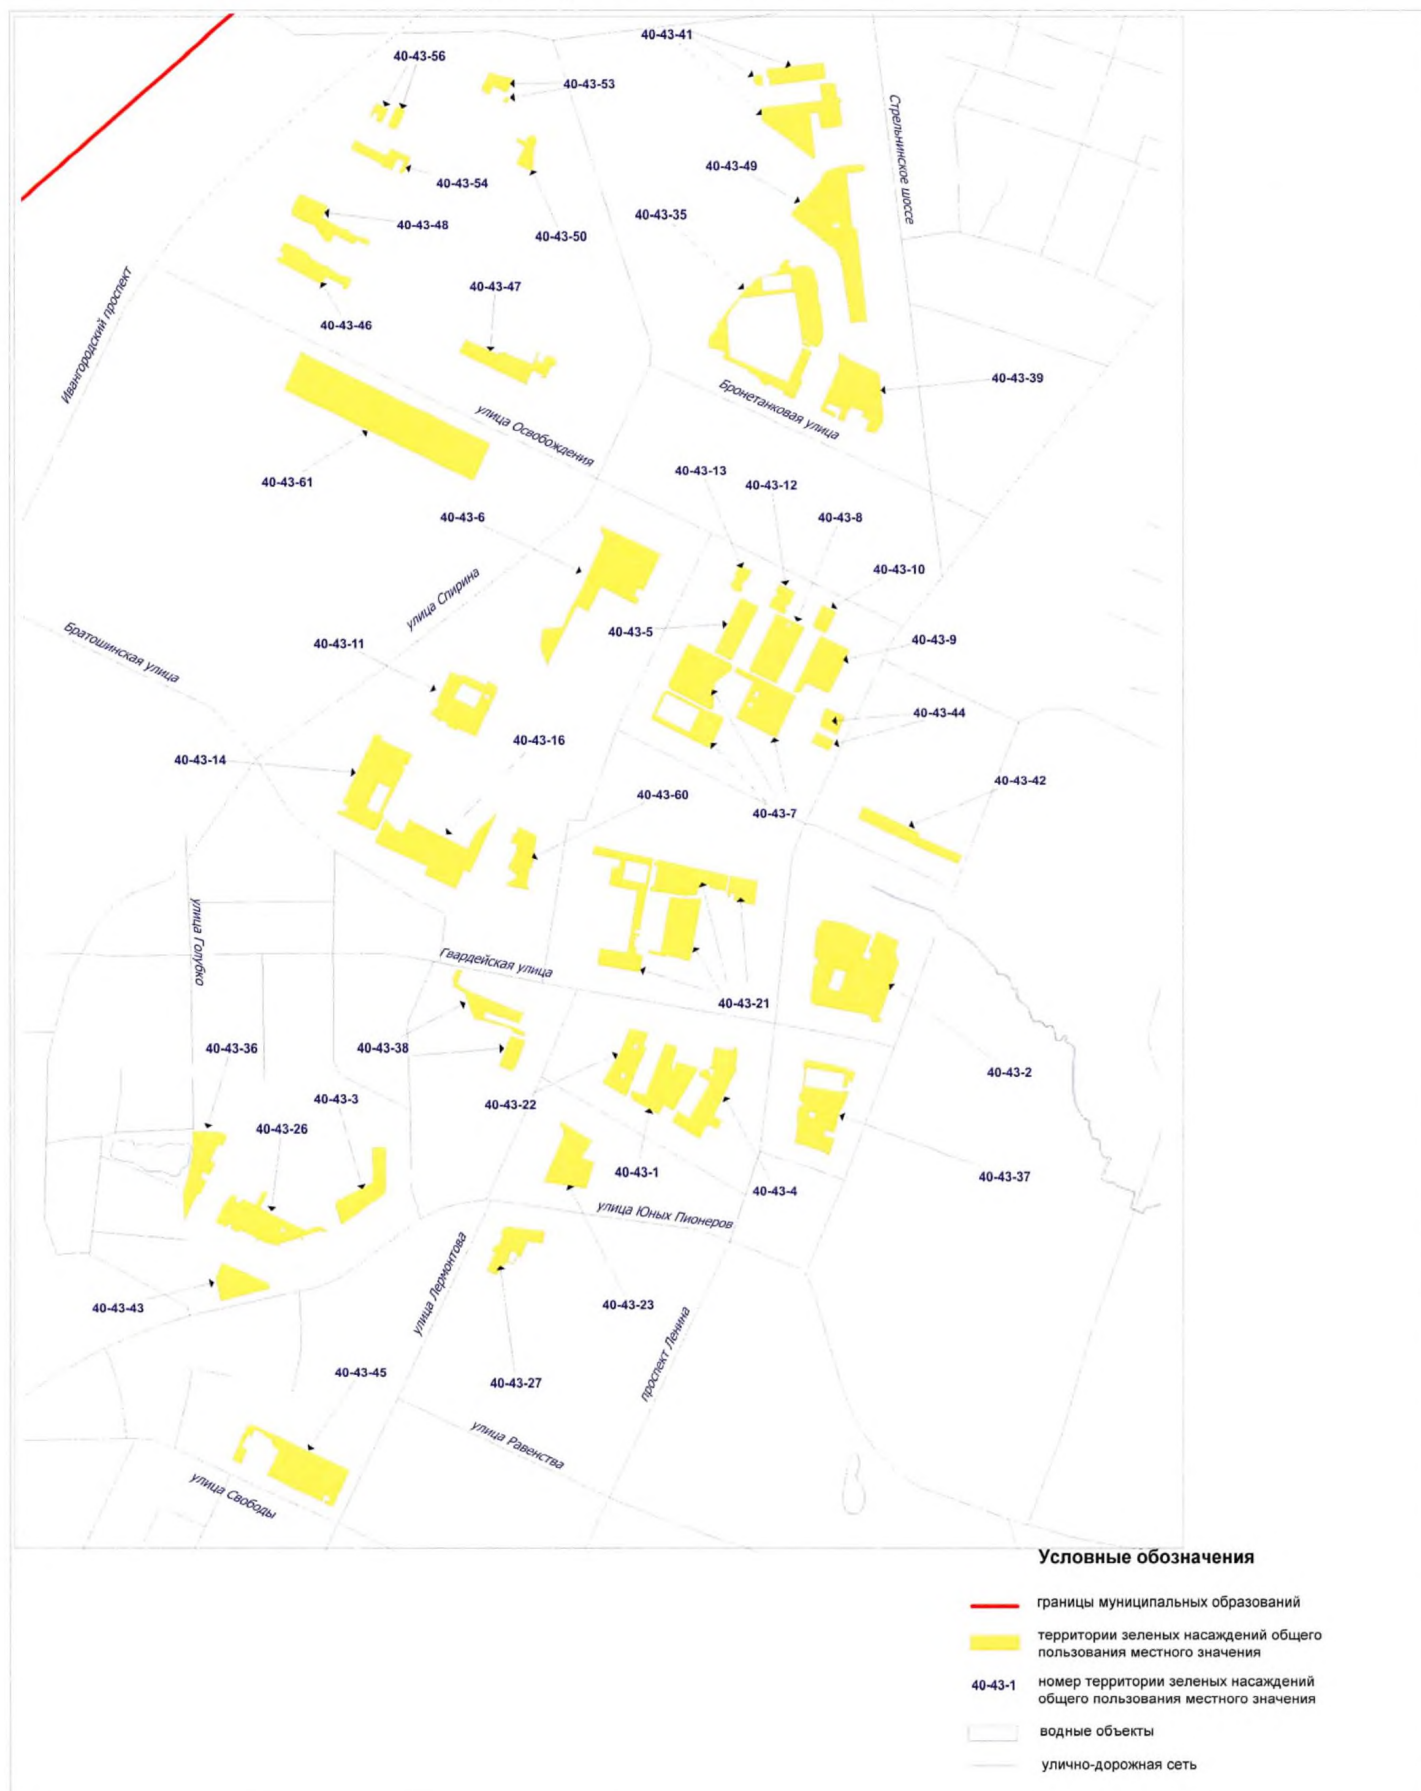 40-43-41
40-43-56
40-43-53
Стрельнинское шоссе
40-43-49
40-43-54
40-43-35
40-43-48
40-43-50
Ивангородский проспект
40-43-47
40-43-46
40-43-39
Бронетанковая улица
улица Освобождения
40-43-13
40-43-61
40-43-12
40-43-6
40-43-8
40-43-10
улица Спирина
40-43-5
40-43-9
Братошинская улица
40-43-11
40-43-44
40-43-16
40-43-14
40-43-42
40-43-60
40-43-7
улица Голубко
Гвардейская улица
40-43-21
40-43-36
40-43-38
40-43-2
40-43-3
40-43-22
40-43-26
40-43-1
40-43-37
40-43-4
улица Юных Пионеров
улица Лермонтова
40-43-43
40-43-23
проспект Ленина
40-43-45
40-43-27
улица Равенства
улица Свободы
Условные обозначения
границы муниципальных образований
территории зеленых насаждений общего
пользования местного значения
40-43-1
номер территории зеленых насаждений
общего пользования местного значения
водные объекты
улично-дорожная сеть